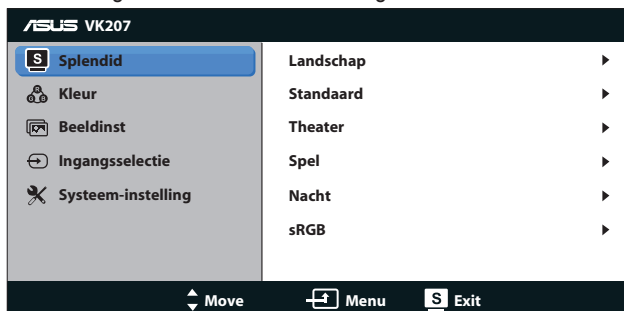 ASUS VK207
S Splendid
Kleur
Beeldinst
Ingangsselectie
Systeem-instelling
Landschap
Standaard
Theater
Spel
Nacht
sRGB
Move Menu S Exit